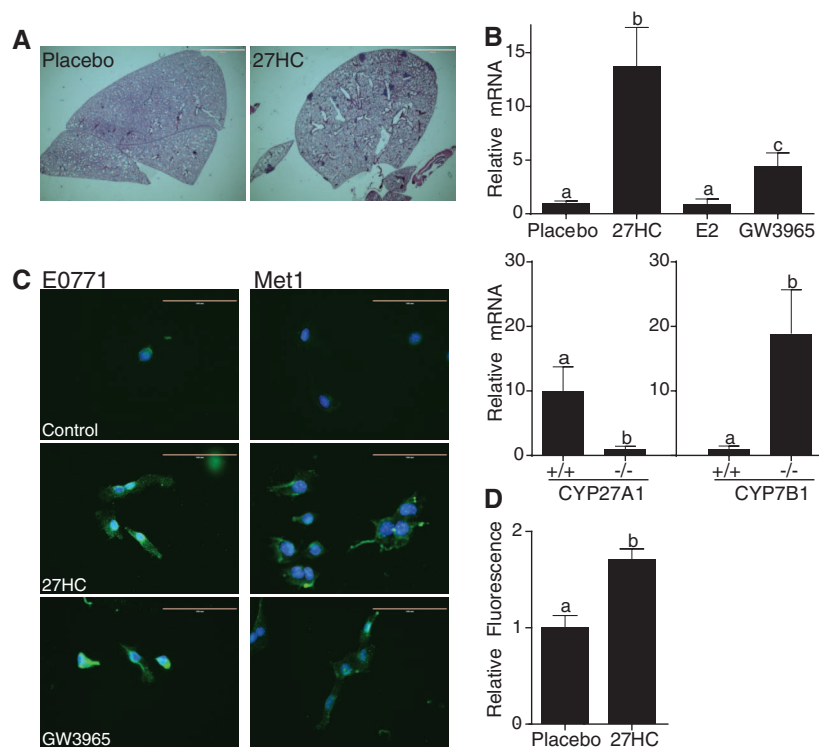 A
Placebo
27HC
B
Relative mRNA
15
10
5
0
a
b
a
c
Placebo 27HC E2 GW3965
Relative mRNA
30
20
10
0
a
b
+/+ -/-
CYP27A1
30
20
10
0
a
b
+/+ -/-
CYP7B1
C
E0771
Met1
Control
27HC
GW3965
D
Relative Fluorescence
2
1
0
a
b
Placebo 27HC